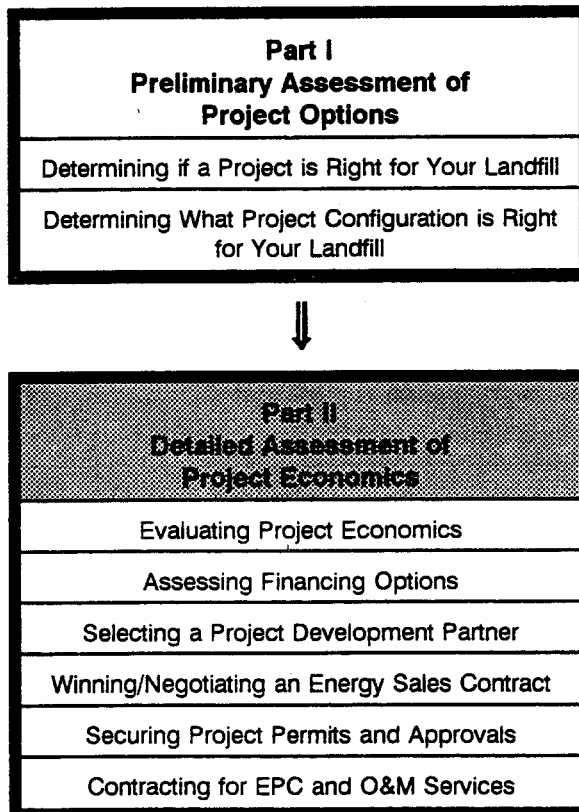 Part I
Preliminary Assessment of
Project Options
Determining if a Project is Right for Your Landfill
Determining What Project Configuration is Right
for Your Landfill
Part II
Detailed Assessment of
Project Economics
Evaluating Project Economics
Assessing Financing Options
Selecting a Project Development Partner
Winning/Negotiating an Energy Sales Contract
Securing Project Permits and Approvals
Contracting for EPC and O&M Services